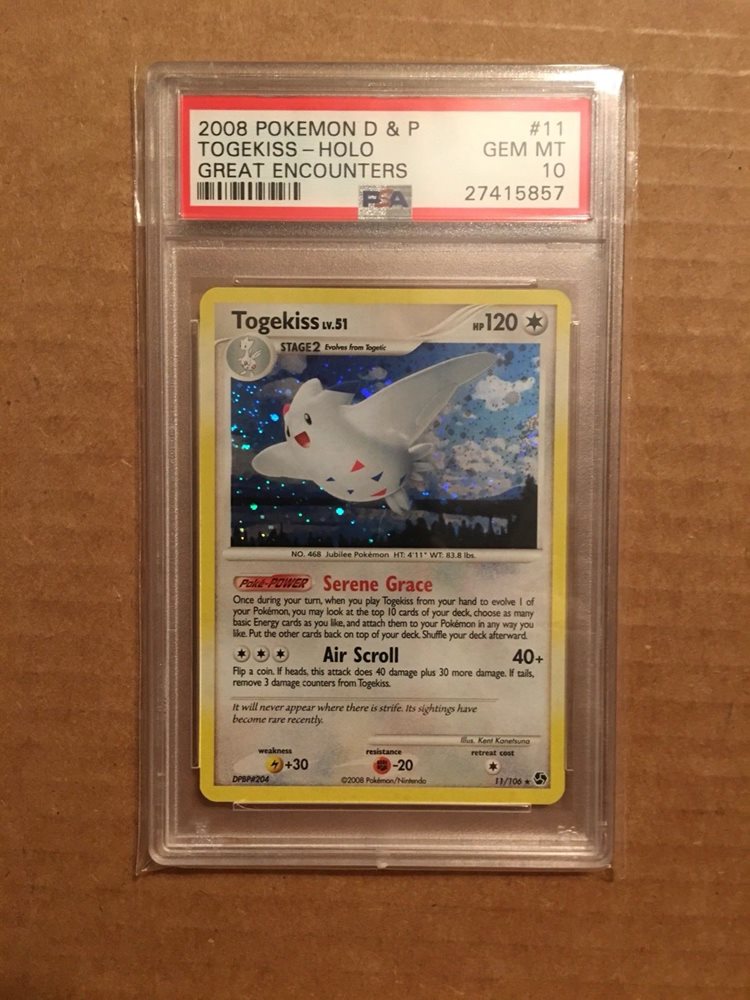 2008 POKEMON D & P #11
TOGEKISS - HOLO GEM MT
GREAT ENCOUNTERS 10
PSA 27415857
Togekiss LV.51 HP 120
STAGE2 Evolves from Togetic
NO. 468 Jubilee Pokémon HT: 4'11" WT: 83.8 lbs.
Poké-POWER Serene Grace
Once during your turn, when you play Togekiss from your hand to evolve 1 of
your Pokémon, you may look at the top 10 cards of your deck, choose as many
basic Energy cards as you like, and attach them to your Pokémon in any way you
like. Put the other cards back on top of your deck. Shuffle your deck afterward.
Air Scroll 40+
Flip a coin. If heads, this attack does 40 damage plus 30 more damage. If tails,
remove 3 damage counters from Togekiss.
It will never appear where there is strife. Its sightings have
become rare recently.
Illus. Kent Kanetsuna
weakness resistance retreat cost
+30 -20
DPBP#204 ©2008 Pokémon/Nintendo 11/106 ★